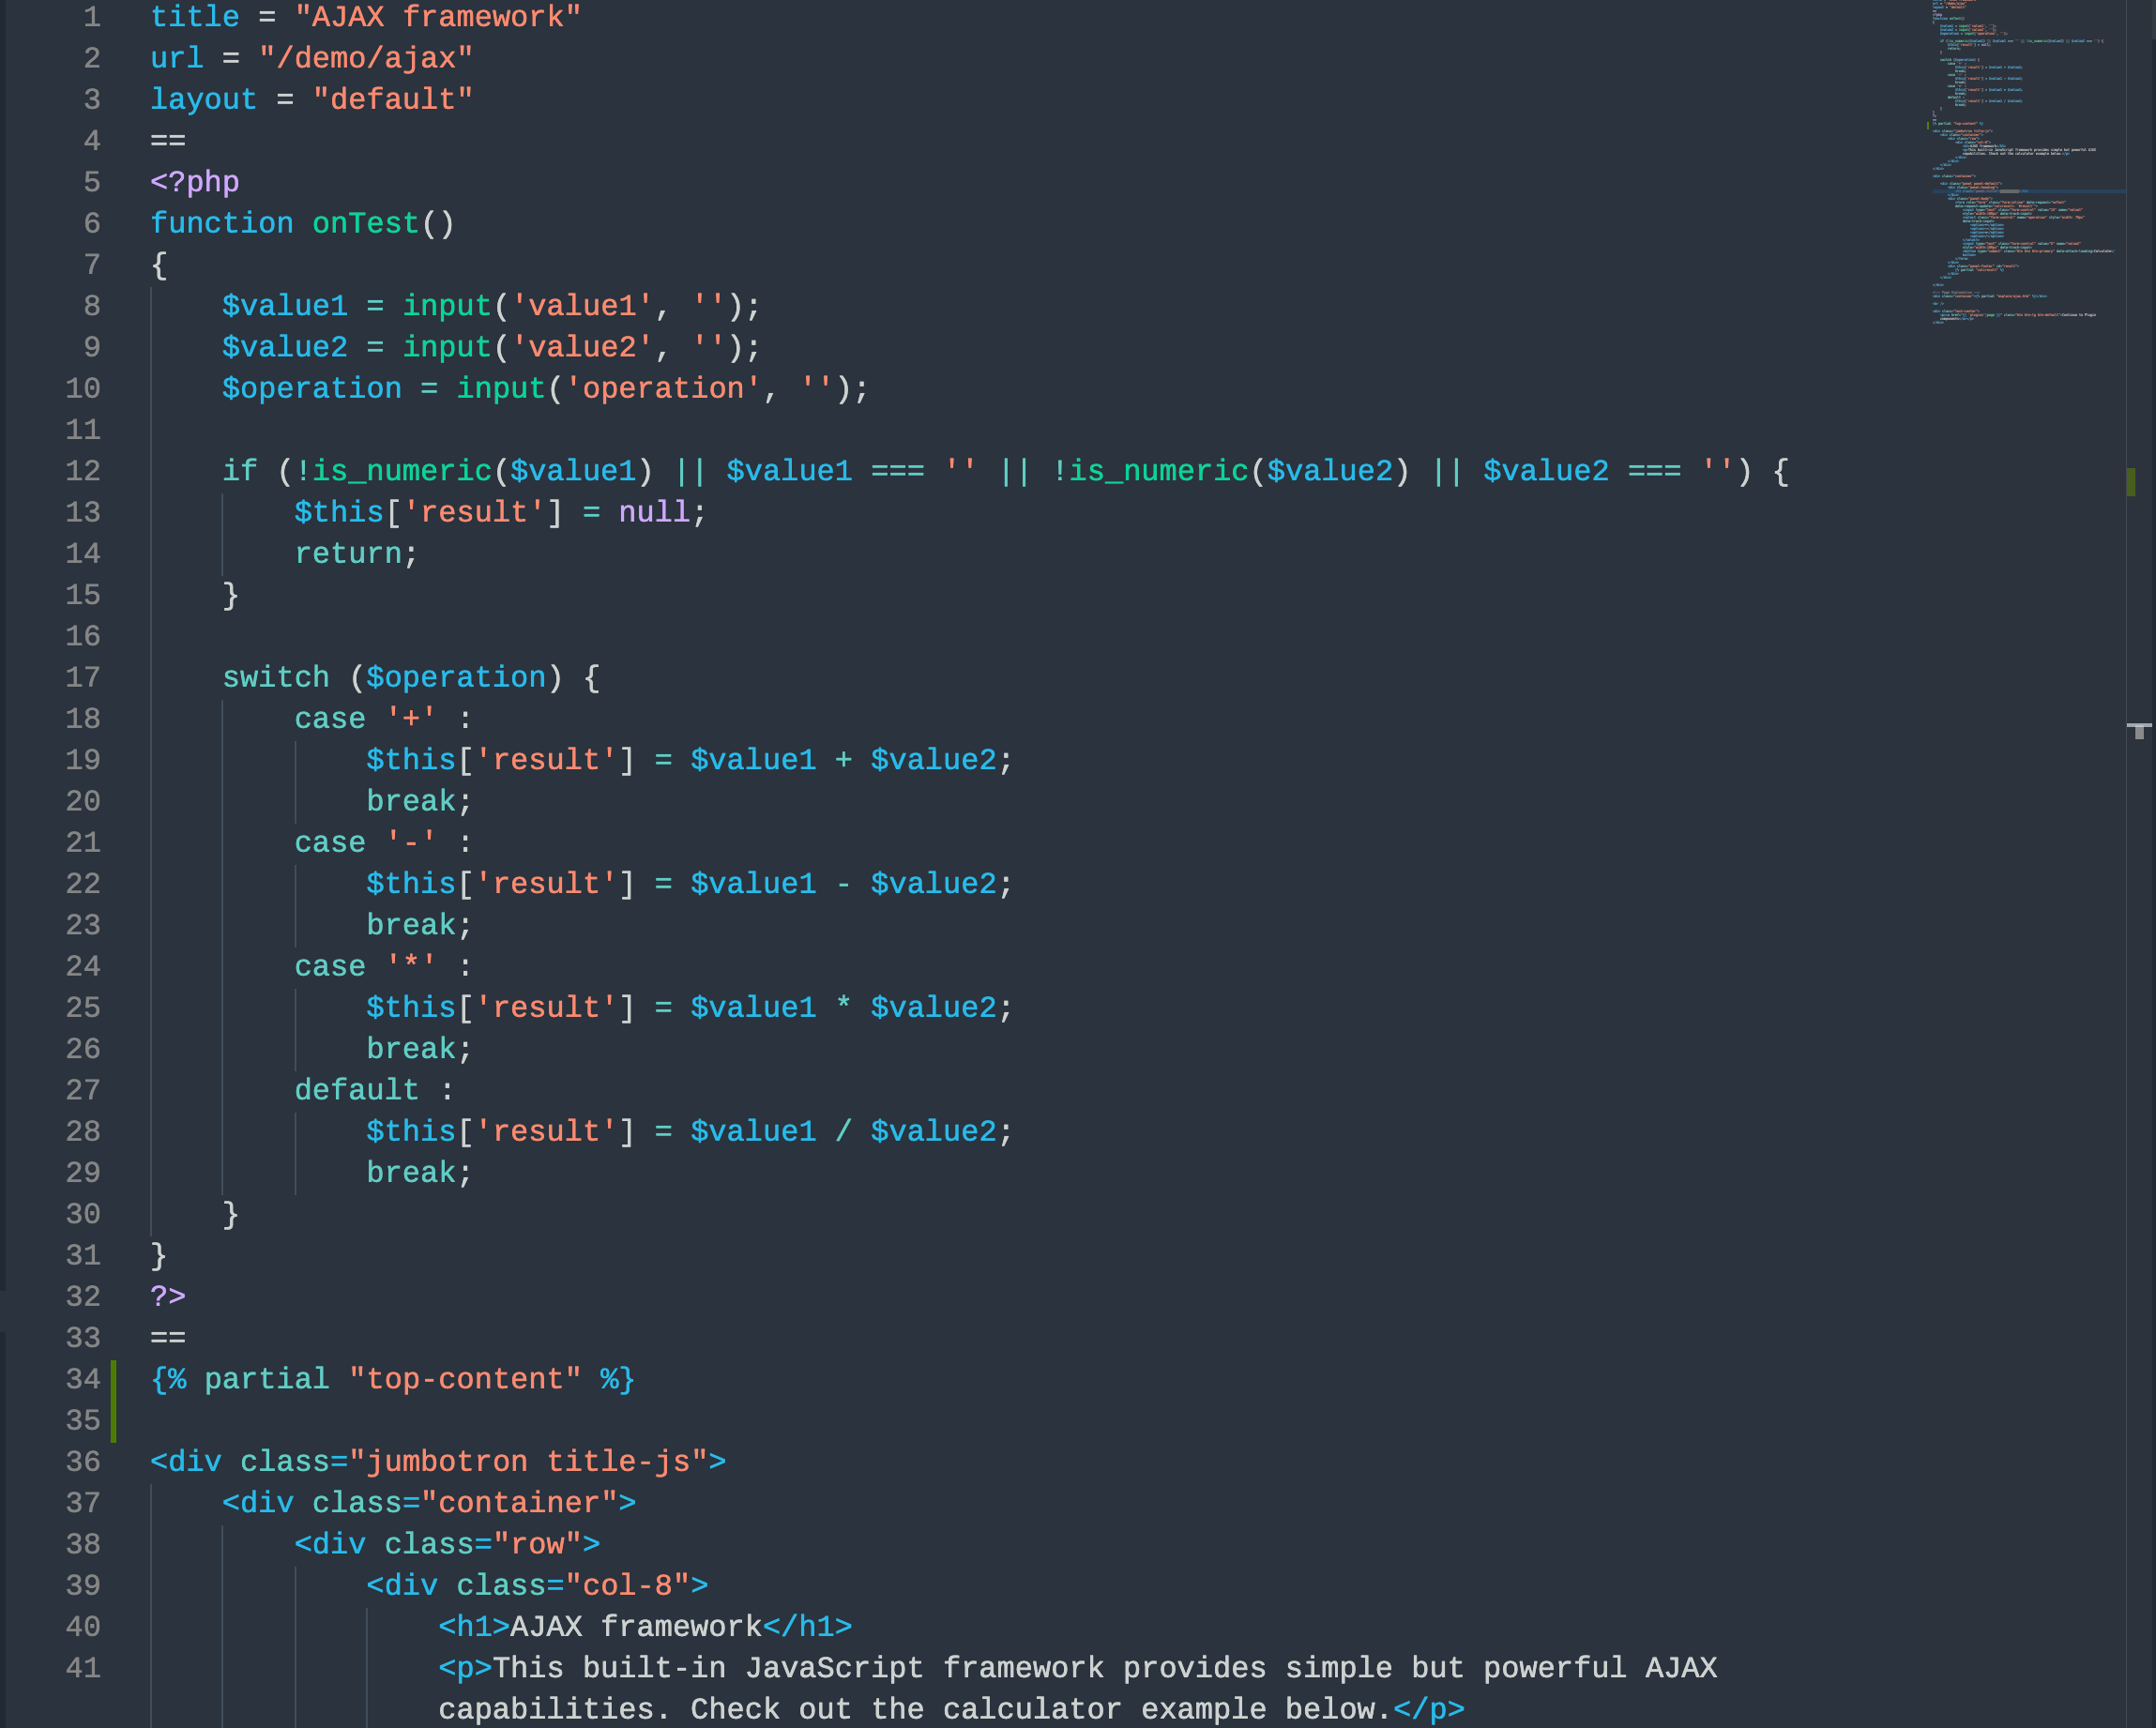 1 title = "AJAX framework"
2 url = "/demo/ajax"
3 layout = "default"
4 ==
5 <?php
6 function onTest()
7 {
8     $value1 = input('value1', '');
9     $value2 = input('value2', '');
10     $operation = input('operation', '');
11
12     if (!is_numeric($value1) || $value1 === '' || !is_numeric($value2) || $value2 === '') {
13         $this['result'] = null;
14         return;
15     }
16
17     switch ($operation) {
18         case '+' :
19             $this['result'] = $value1 + $value2;
20             break;
21         case '-' :
22             $this['result'] = $value1 - $value2;
23             break;
24         case '*' :
25             $this['result'] = $value1 * $value2;
26             break;
27         default :
28             $this['result'] = $value1 / $value2;
29             break;
30     }
31 }
32 ?>
33 ==
34 {% partial "top-content" %}
35
36 <div class="jumbotron title-js">
37     <div class="container">
38         <div class="row">
39             <div class="col-8">
40                 <h1>AJAX framework</h1>
41                 <p>This built-in JavaScript framework provides simple but powerful AJAX
                capabilities. Check out the calculator example below.</p>